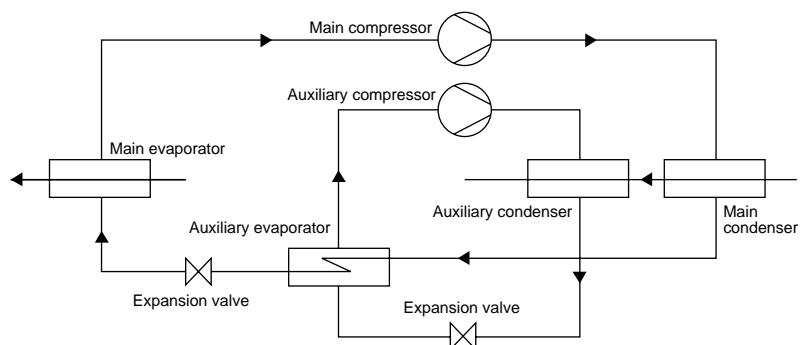 Main compressor
Auxiliary compressor
Main evaporator
Auxiliary evaporator
Auxiliary condenser
Main
condenser
Expansion valve
Expansion valve